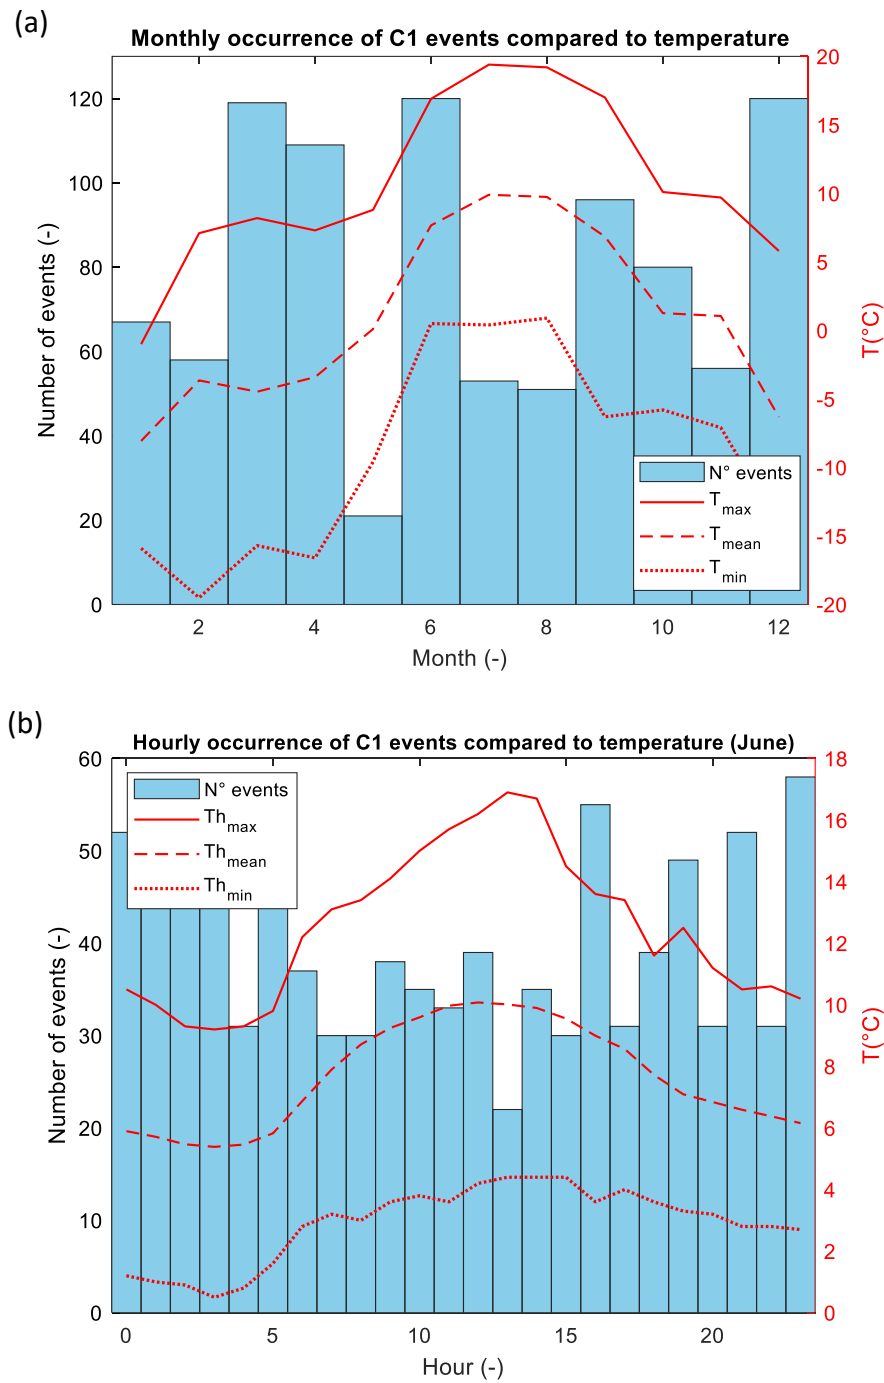 (a)
Monthly occurrence of C1 events compared to temperature
120
100
80
60
40
20
0
Number of events (-)
20
15
10
5
0
-5
-10
-15
-20
T(°C)
N° events
Tmax
Tmean
Tmin
2 4 6 8 10 12
Month (-)
(b)
Hourly occurrence of C1 events compared to temperature (June)
60
50
40
30
20
10
0
Number of events (-)
18
16
14
12
10
8
6
4
2
0
T(°C)
N° events
Thmax
Thmean
Thmin
0 5 10 15 20
Hour (-)